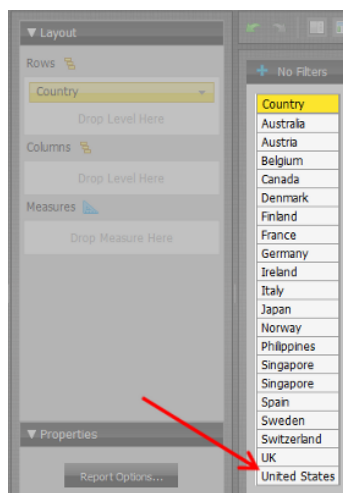 Layout
Rows
Country
Drop Level Here
Columns
Drop Level Here
Measures
Drop Measure Here
Properties
Report Options...
No Filters
Country
Australia
Austria
Belgium
Canada
Denmark
Finland
France
Germany
Ireland
Italy
Japan
Norway
Philippines
Singapore
Singapore
Spain
Sweden
Switzerland
UK
United States